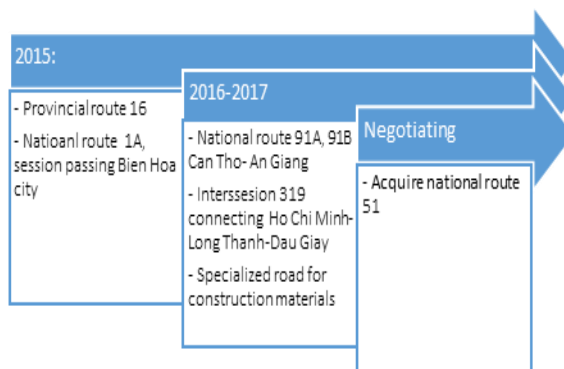 2015:
- Provincial route 16
- Natioanl route 1A,
session passing Bien Hoa
city
2016-2017
- National route 91A, 91B
Can Tho- An Giang
- Interssesion 319
connecting Ho Chi Minh-
Long Thanh-Dau Giay
- Specialized road for
construction materials
Negotiating
- Acquire national route
51